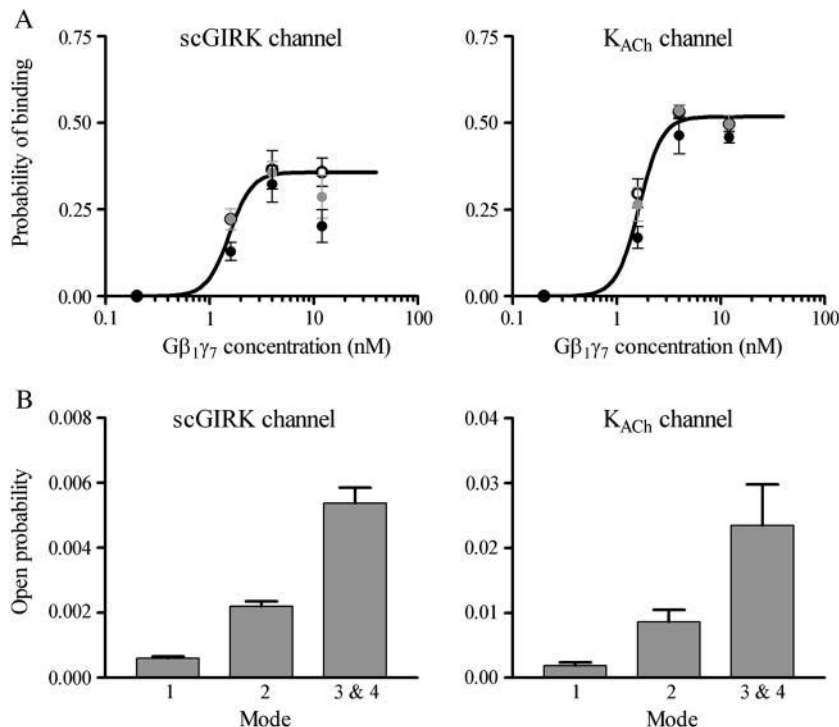 A
scGIRK channel
K_ACh channel
Probability of binding
0.75
0.50
0.25
0.00
0.1
1
10
100
Gβ₁γ₇ concentration (nM)
0.75
0.50
0.25
0.00
0.1
1
10
100
Gβ₁γ₇ concentration (nM)
B
scGIRK channel
K_ACh channel
Open probability
0.008
0.006
0.004
0.002
0.000
1
2
3 & 4
Mode
0.04
0.03
0.02
0.01
0.00
1
2
3 & 4
Mode